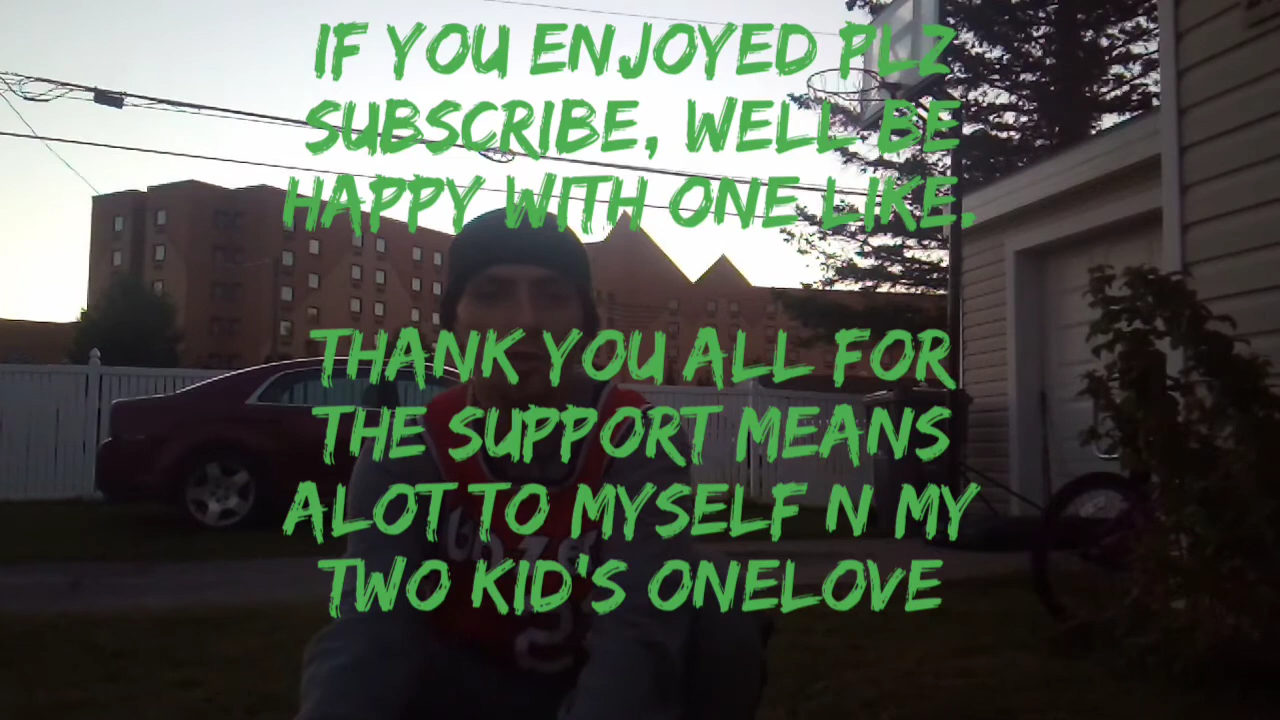 IF YOU ENJOYED PLZ
SUBSCRIBE, WELL BE
HAPPY WITH ONE LIKE.
THANK YOU ALL FOR
THE SUPPORT MEANS
ALOT TO MYSELF N MY
TWO KID'S ONELOVE